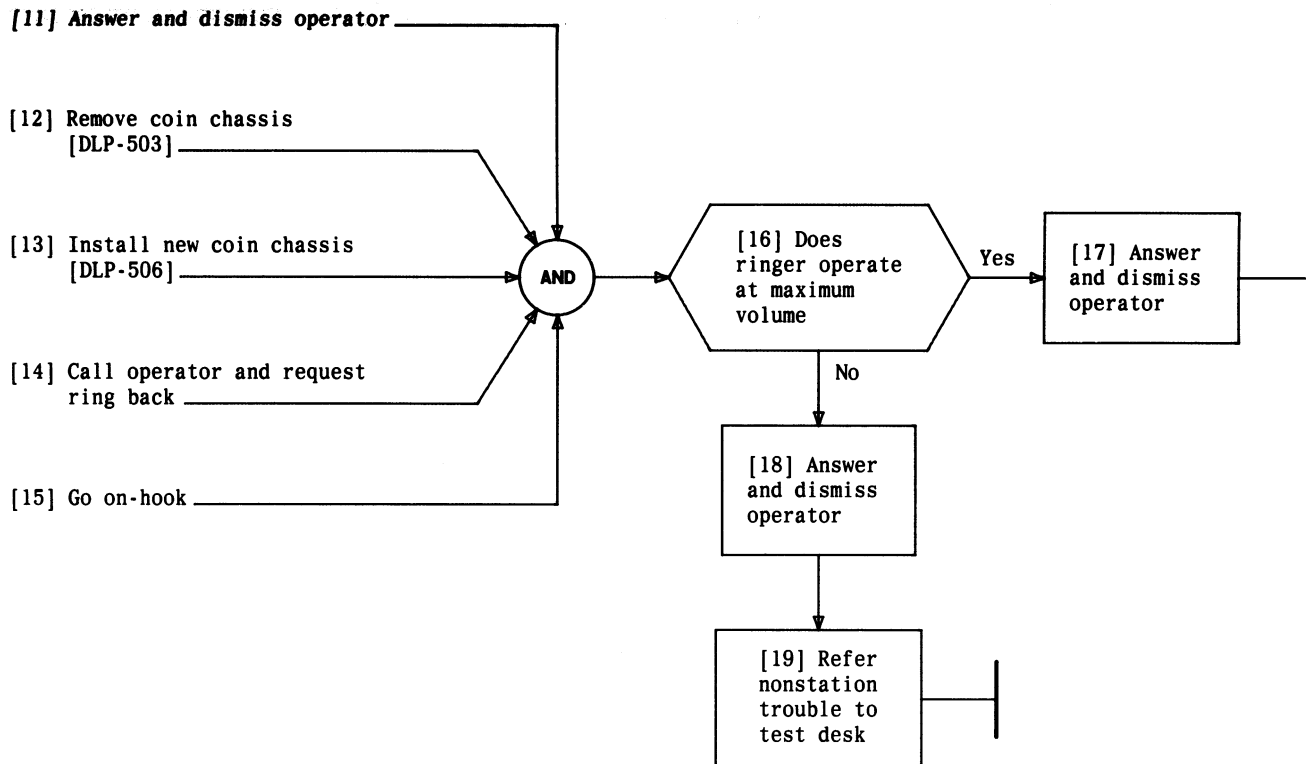 [11] Answer and dismiss operator
[12] Remove coin chassis
[DLP-503]
[13] Install new coin chassis
[DLP-506]
[14] Call operator and request
ring back
[15] Go on-hook
AND
[16] Does
ringer operate
at maximum
volume
Yes
[17] Answer
and dismiss
operator
No
[18] Answer
and dismiss
operator
[19] Refer
nonstation
trouble to
test desk